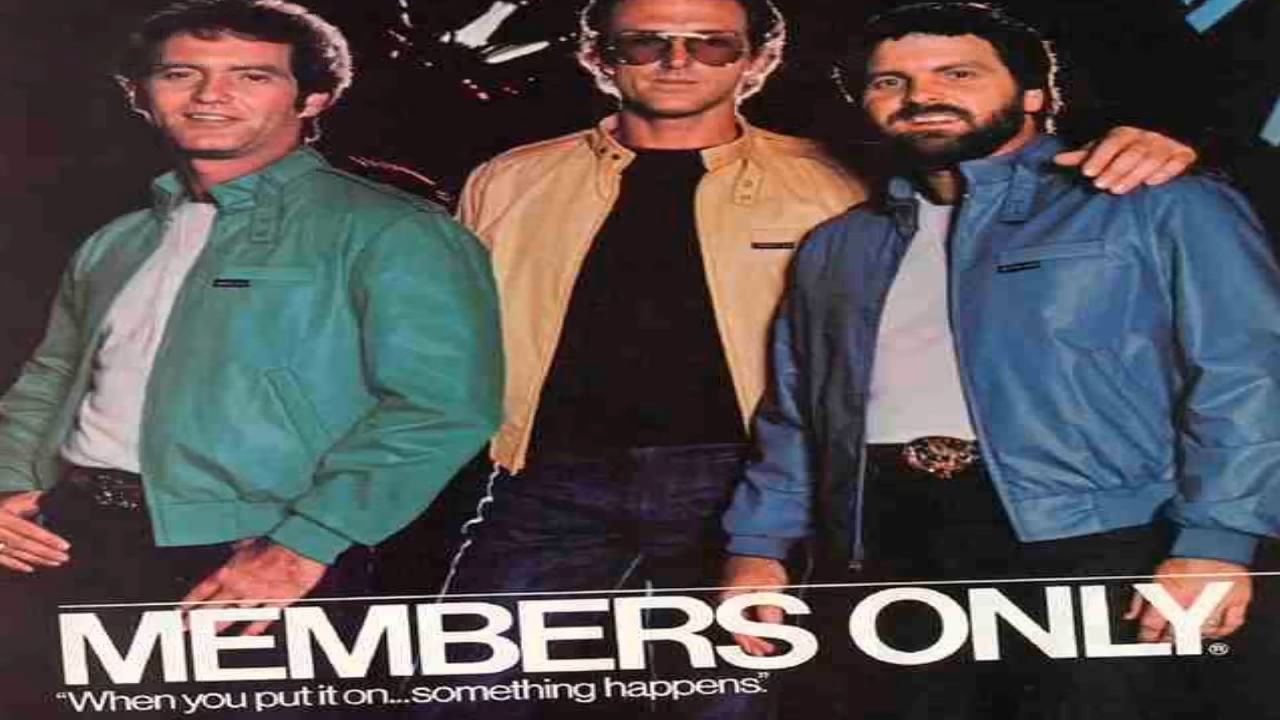 MEMBERS ONLY®
“When you put it on...something happens.”